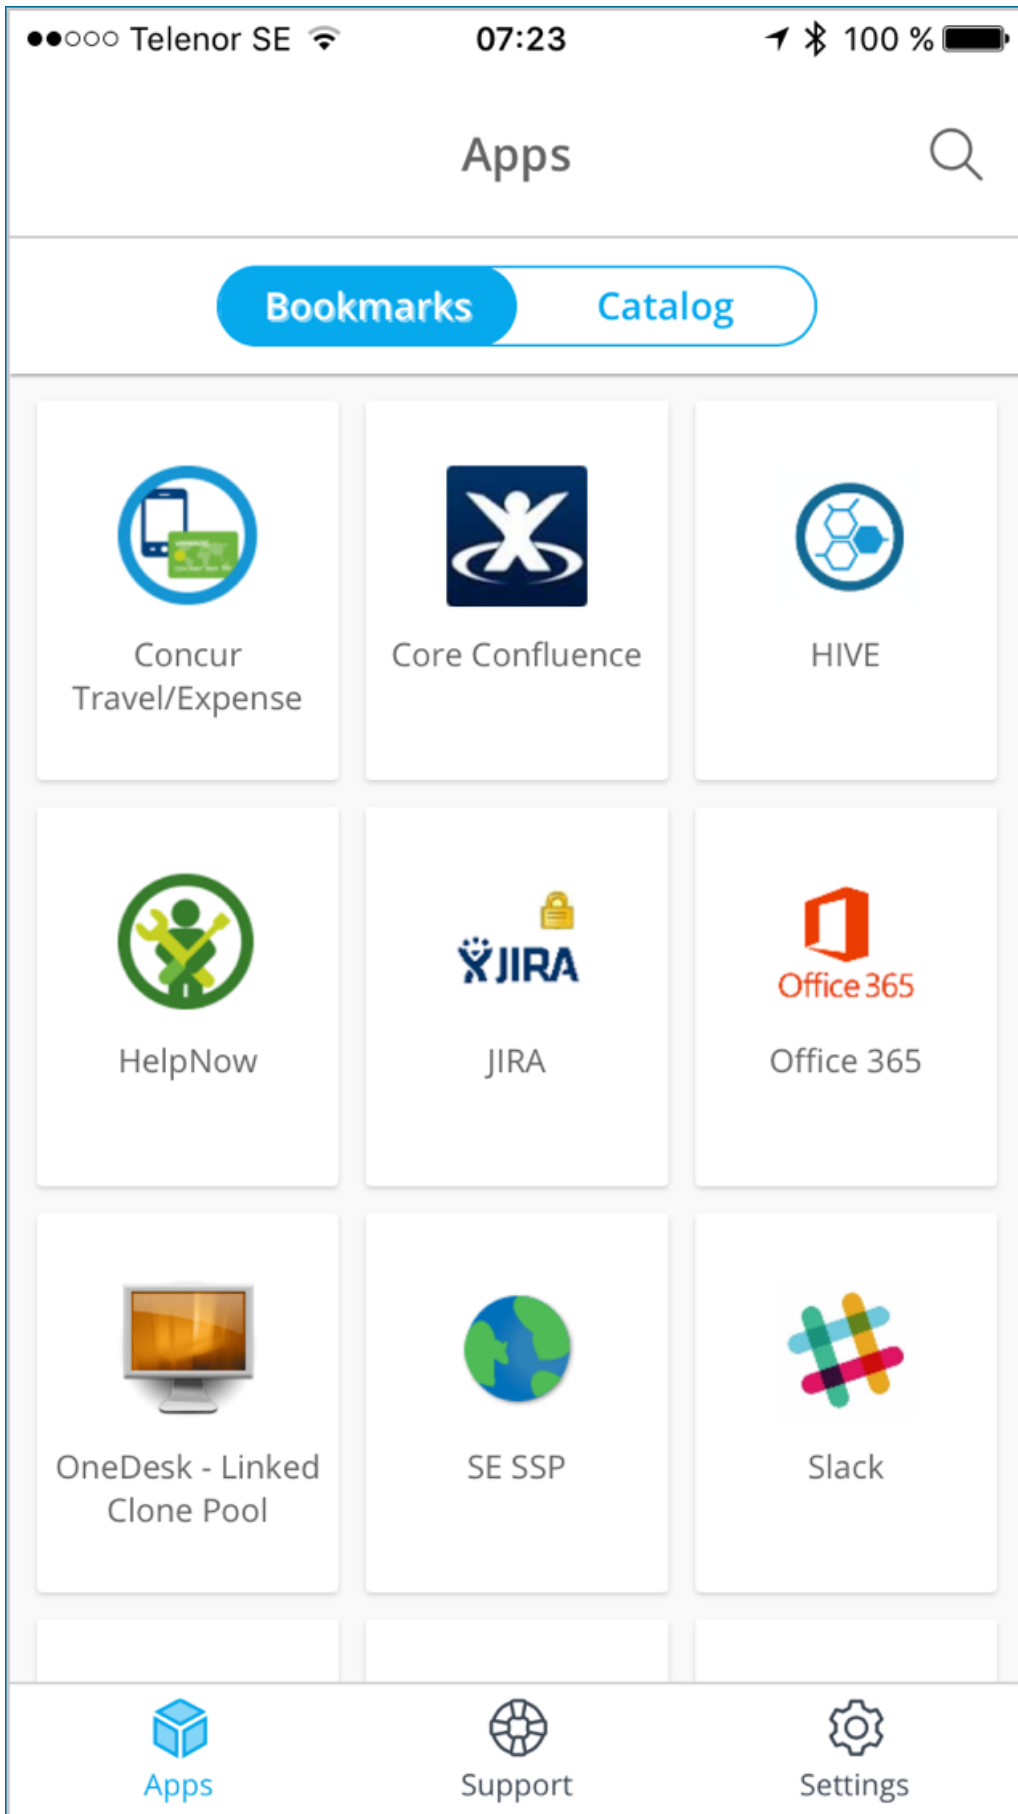 Telenor SE 07:23 100 %
Apps
Bookmarks Catalog
Concur
Travel/Expense
Core Confluence
HIVE
HelpNow
JIRA
JIRA
Office 365
Office 365
OneDesk - Linked
Clone Pool
SE SSP
Slack
Apps Support Settings